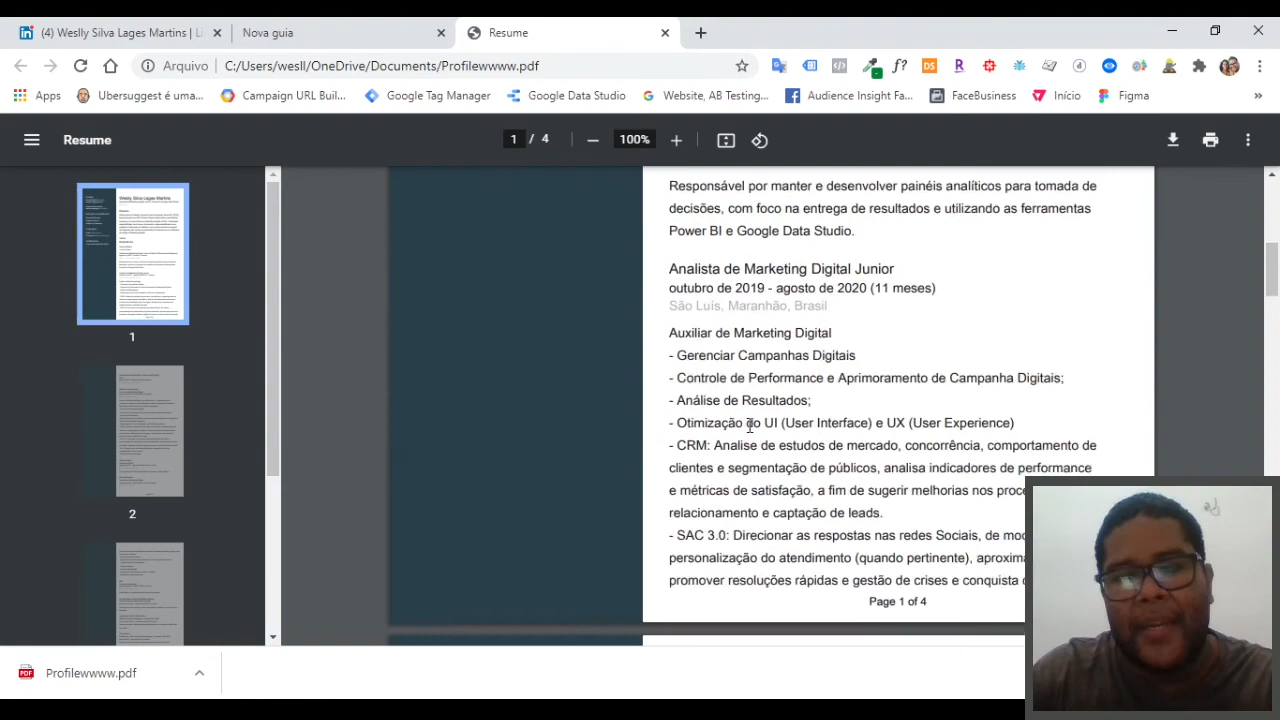 (4) Weslly Silva Lages Martins | Li
Nova guia
Resume
Arquivo
C:/Users/wesll/OneDrive/Documents/Profilewwww.pdf
Apps
Ubersuggest é uma...
Campaign URL Buil...
Google Tag Manager
Google Data Studio
Website, AB Testing...
Audience Insight Fa...
FaceBusiness
Início
Figma
»
Resume
1 / 4
100%
1
2
Responsável por manter e desenvolver painéis analíticos para tomada de
com foco
de resultados e utilizando as ferramentas
Power BI e Google Data Studio.
Analista de Marketing Digital Junior
outubro de 2019 - agosto de 2020 (11 meses)
São Luís, Maranhão, Brasil
Auxiliar de Marketing Digital
- Gerenciar Campanhas Digitais
- Controle de Performance e Aprimoramento de Campanha Digitais;
- Análise de Resultados;
- Otimização do UI (User Interface) e UX (User Experience)
- CRM: Analise de estudo de mercado, concorrência, comportamento de
clientes e segmentação de públicos, analisa indicadores de performance
e métricas de satisfação, a fim de sugerir melhorias nos proce
relacionamento e captação de leads.
- SAC 3.0: Direcionar as respostas nas redes Sociais, de mod
personalização do atendimento (quando pertinente), aproxima
promover resoluções rápidas e gestão de crises e conquista
Page 1 of 4
Profilewwww.pdf